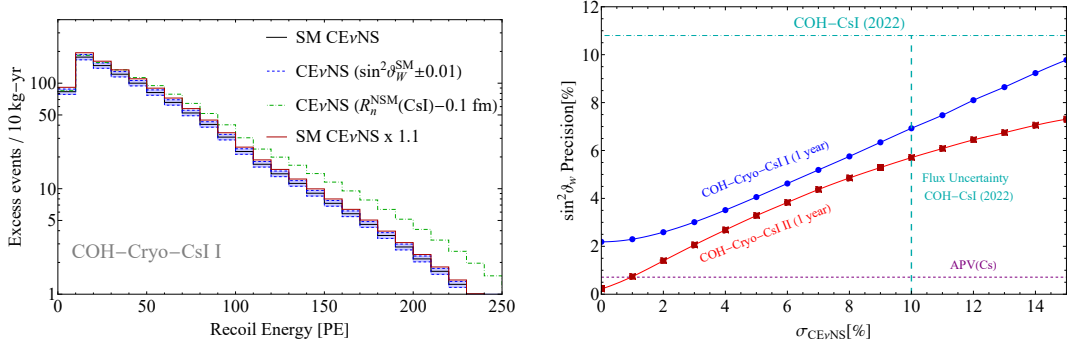 SM CEνNS
CEνNS (sin²ϑ_W^SM±0.01)
CEνNS (R_n^NSM(CsI)−0.1 fm)
SM CEνNS x 1.1
COH−Cryo−CsI I
Excess events / 10 kg−yr
100
50
10
5
1
0
50
100
150
200
250
Recoil Energy [PE]
COH−CsI (2022)
COH−Cryo−CsI I (1 year)
COH−Cryo−CsI II (1 year)
Flux Uncertainty
COH−CsI (2022)
APV(Cs)
sin²ϑ_w Precision[%]
12
10
8
6
4
2
0
0
2
4
6
8
10
12
14
σ_CEνNS[%]